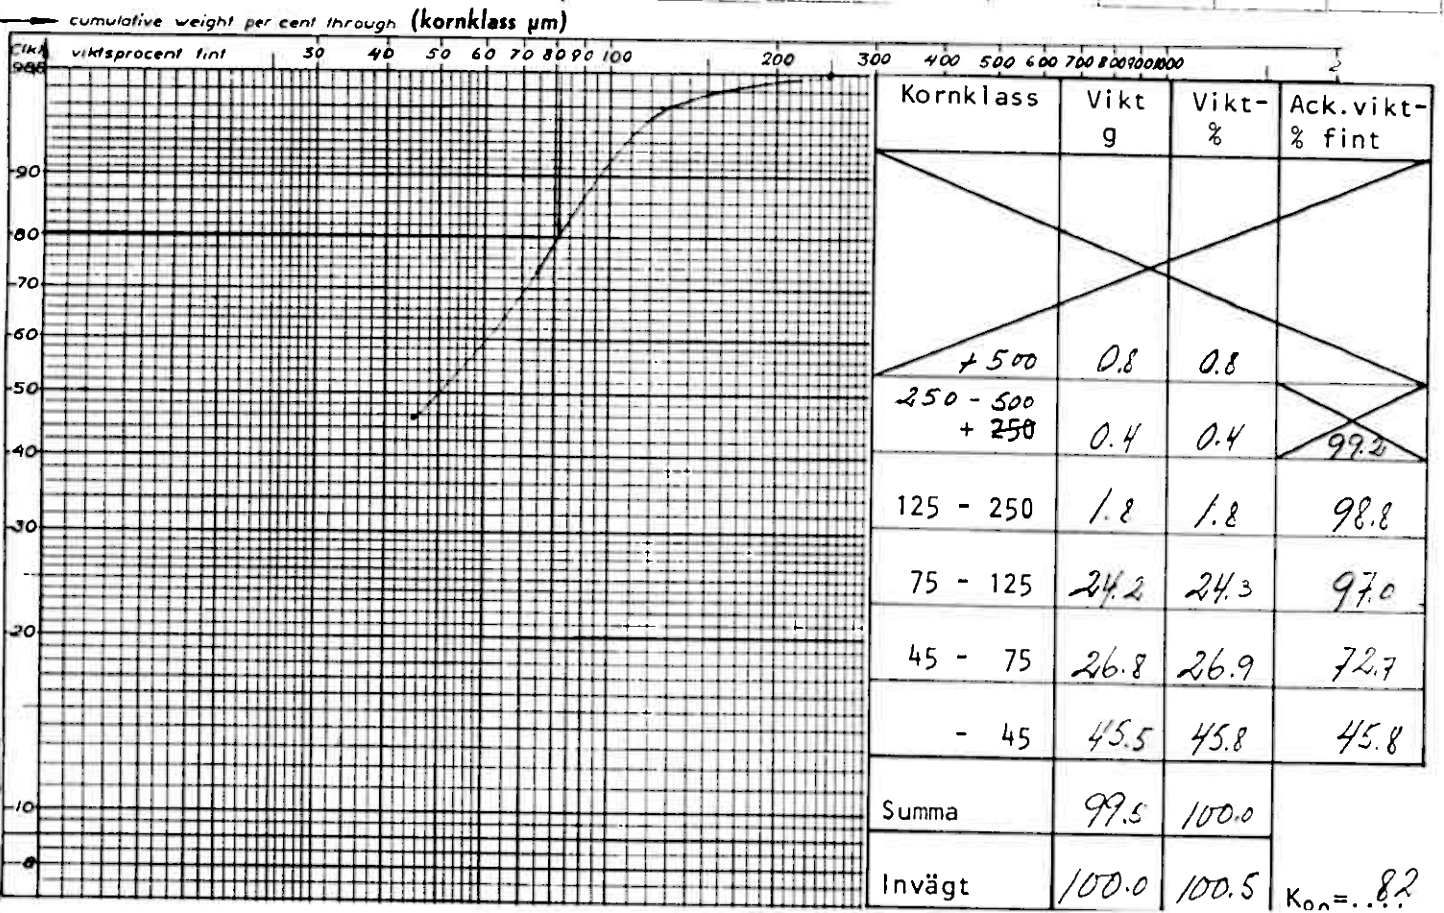 cumulative weight per cent through (kornklass µm)
viktsprocent fint 30 40 50 60 70 80 90 100 200 300 400 500 600 700 800 900 1000 2
90
80
70
60
50
40
30
20
10
8
Kornklass Vikt g Vikt-% Ack.vikt-% fint
+ 500 0.8 0.8
250 - 500
+ 250 0.4 0.4 99.2
125 - 250 1.8 1.8 98.8
75 - 125 24.2 24.3 97.0
45 - 75 26.8 26.9 72.7
- 45 45.5 45.8 45.8
Summa 99.5 100.0
Invägt 100.0 100.5 K80=....82